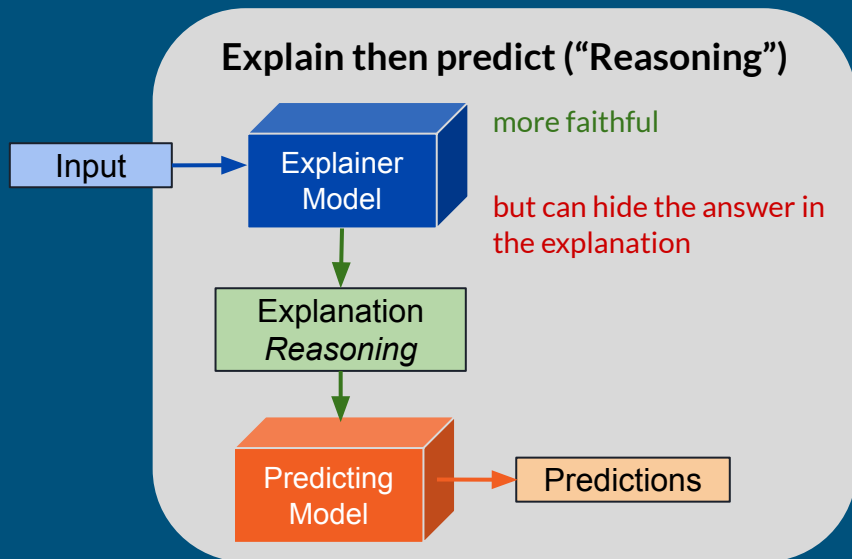 Explain then predict (“Reasoning”)
more faithful
Input
Explainer
Model
but can hide the answer in
the explanation
Explanation
Reasoning
Predicting
Model
Predictions